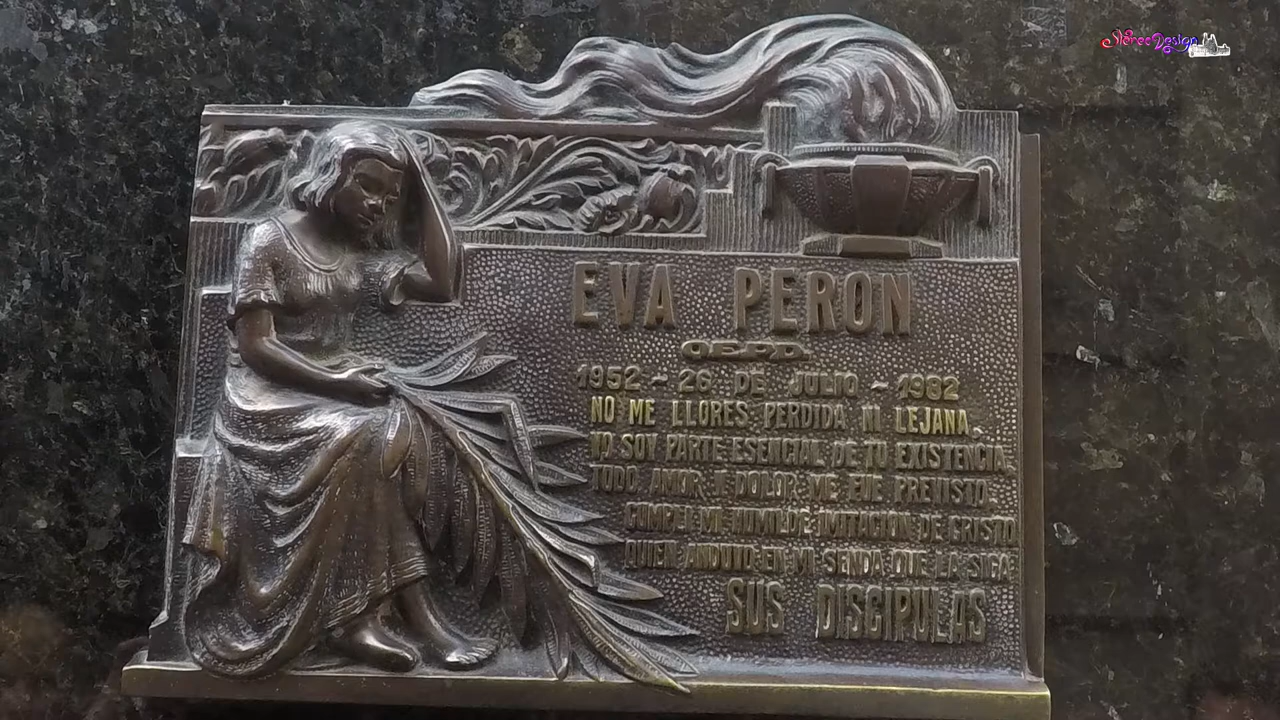 StereoDesign
EVA PERON
Q.E.P.D.
1952 - 26 DE JULIO - 1982
NO ME LLORES PERDIDA NI LEJANA.
YO SOY PARTE ESENCIAL DE TU EXISTENCIA.
TODO AMOR Y DOLOR ME FUE PREVISTO
CUMPLI MI HUMILDE IMITACION DE CRISTO
QUIEN ANDUVO EN MI SENDA QUE LA SIGA
SUS DISCIPULAS